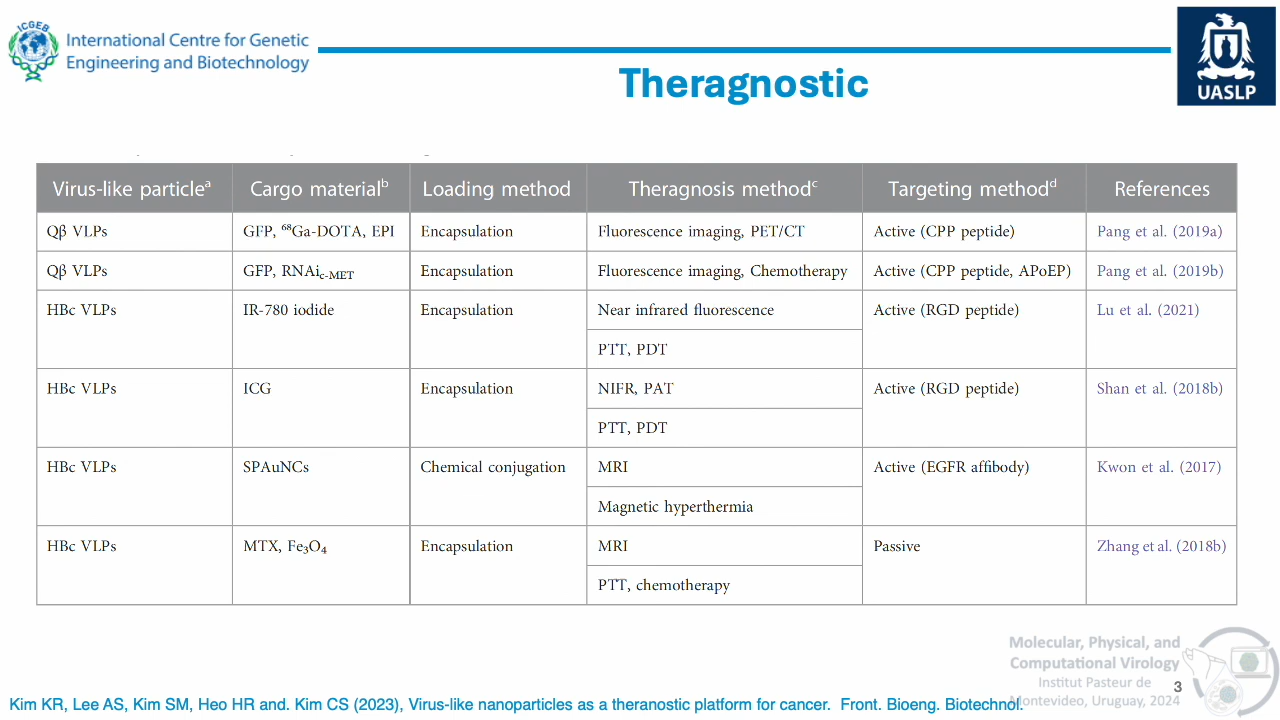 ICGEB
International Centre for Genetic
Engineering and Biotechnology
UASLP
Theragnostic
Virus-like particleᵃ Cargo materialᵇ Loading method Theragnosis methodᶜ Targeting methodᵈ References
Qβ VLPs GFP, ⁶⁸Ga-DOTA, EPI Encapsulation Fluorescence imaging, PET/CT Active (CPP peptide) Pang et al. (2019a)
Qβ VLPs GFP, RNAi c-MET Encapsulation Fluorescence imaging, Chemotherapy Active (CPP peptide, APoEP) Pang et al. (2019b)
HBc VLPs IR-780 iodide Encapsulation Near infrared fluorescence Active (RGD peptide) Lu et al. (2021)
PTT, PDT
HBc VLPs ICG Encapsulation NIFR, PAT Active (RGD peptide) Shan et al. (2018b)
PTT, PDT
HBc VLPs SPAuNCs Chemical conjugation MRI Active (EGFR affibody) Kwon et al. (2017)
Magnetic hyperthermia
HBc VLPs MTX, Fe₃O₄ Encapsulation MRI Passive Zhang et al. (2018b)
PTT, chemotherapy
Molecular, Physical, and
Computational Virology
Institut Pasteur de
Montevideo, Uruguay, 2024
3
Kim KR, Lee AS, Kim SM, Heo HR and. Kim CS (2023), Virus-like nanoparticles as a theranostic platform for cancer. Front. Bioeng. Biotechnol.